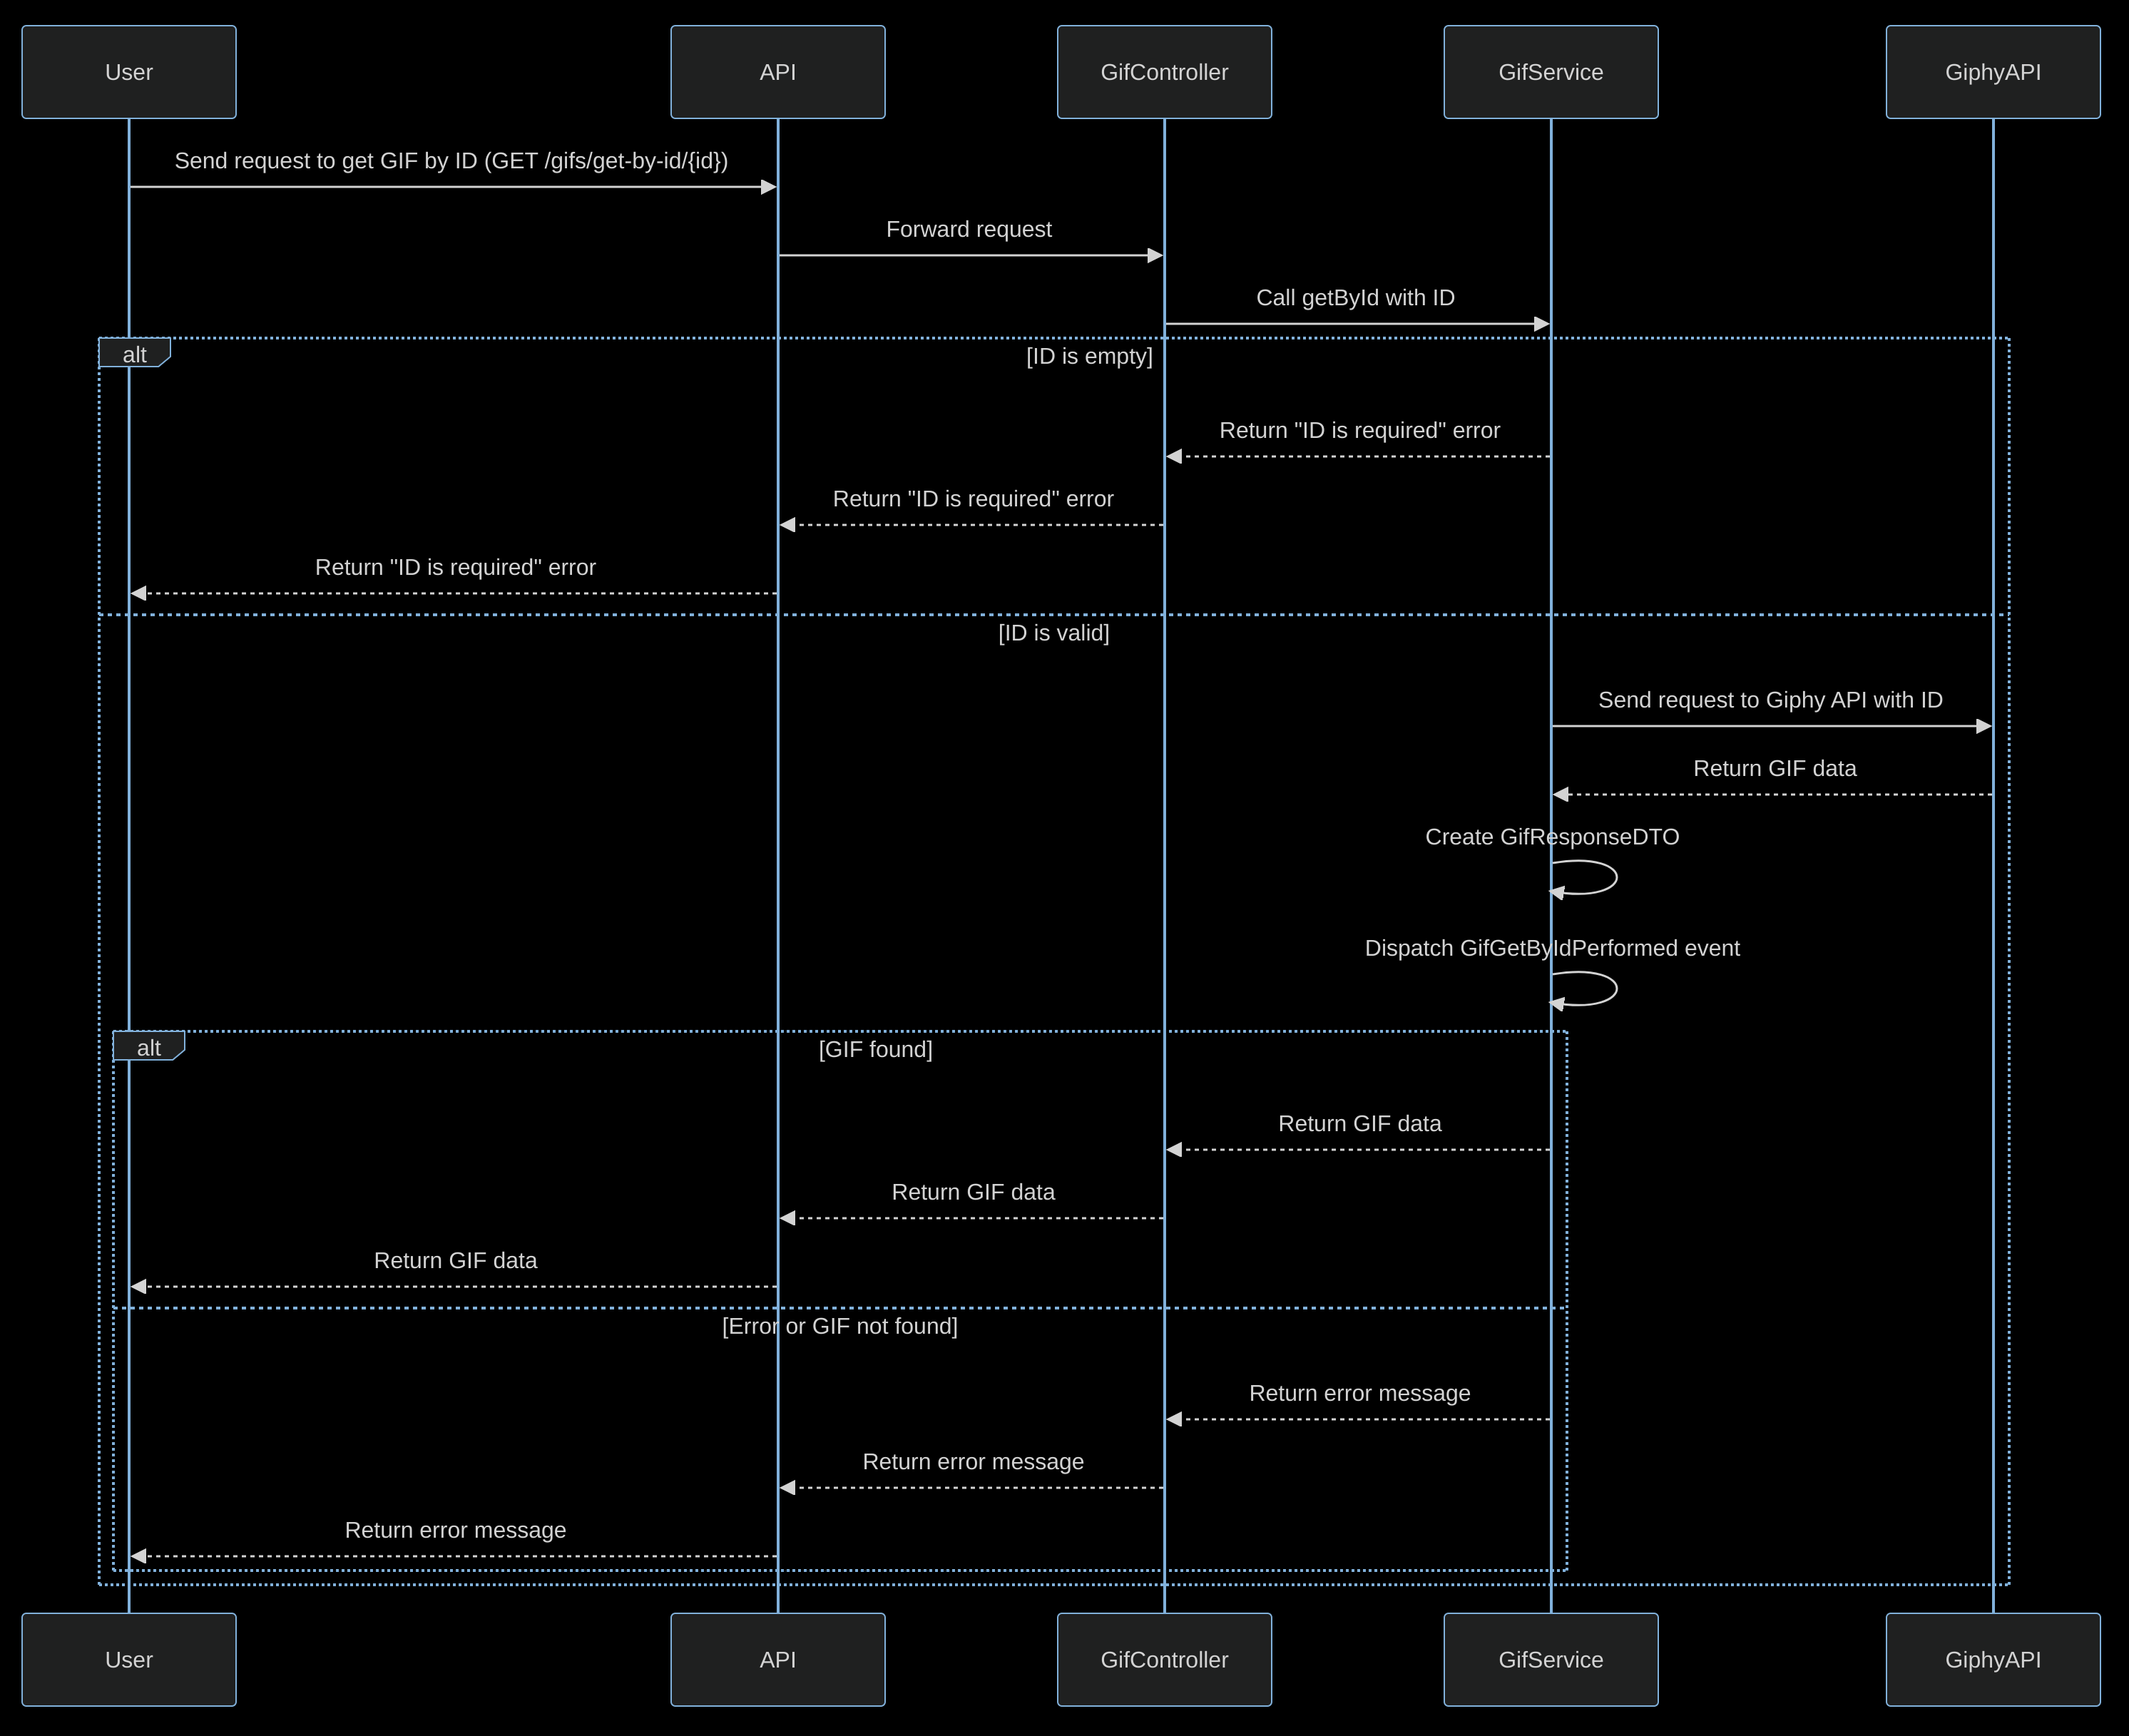 User
API
GifController
GifService
GiphyAPI
Send request to get GIF by ID (GET /gifs/get-by-id/{id})
Forward request
Call getById with ID
alt
[ID is empty]
Return "ID is required" error
Return "ID is required" error
Return "ID is required" error
[ID is valid]
Send request to Giphy API with ID
Return GIF data
Create GifResponseDTO
Dispatch GifGetByIdPerformed event
alt
[GIF found]
Return GIF data
Return GIF data
Return GIF data
[Error or GIF not found]
Return error message
Return error message
Return error message
User
API
GifController
GifService
GiphyAPI